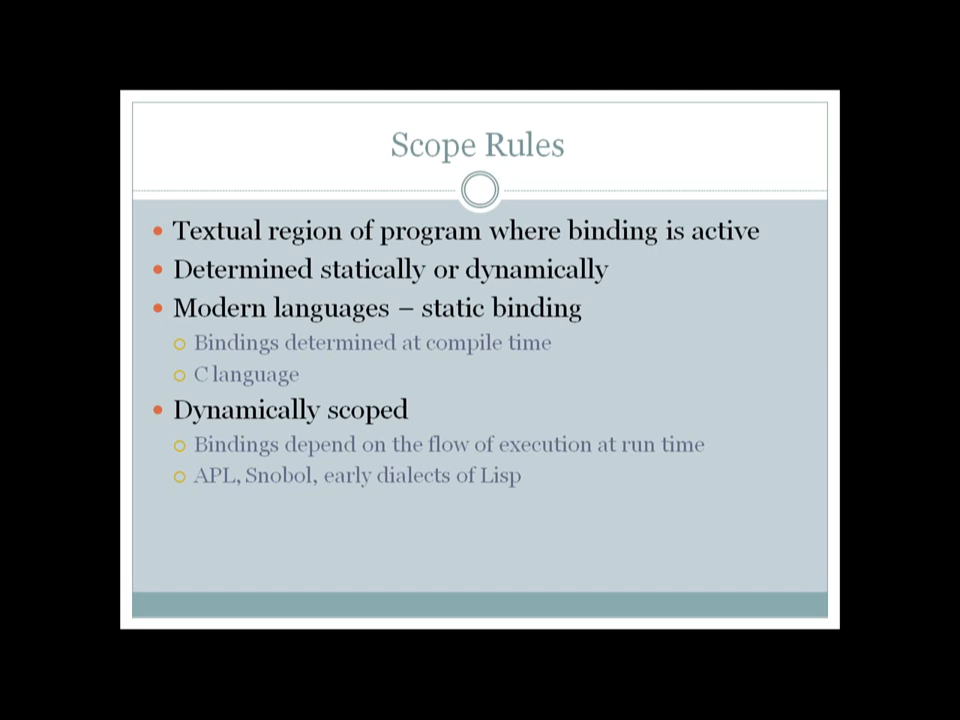 Scope Rules
Textual region of program where binding is active
Determined statically or dynamically
Modern languages – static binding
Bindings determined at compile time
C language
Dynamically scoped
Bindings depend on the flow of execution at run time
APL, Snobol, early dialects of Lisp